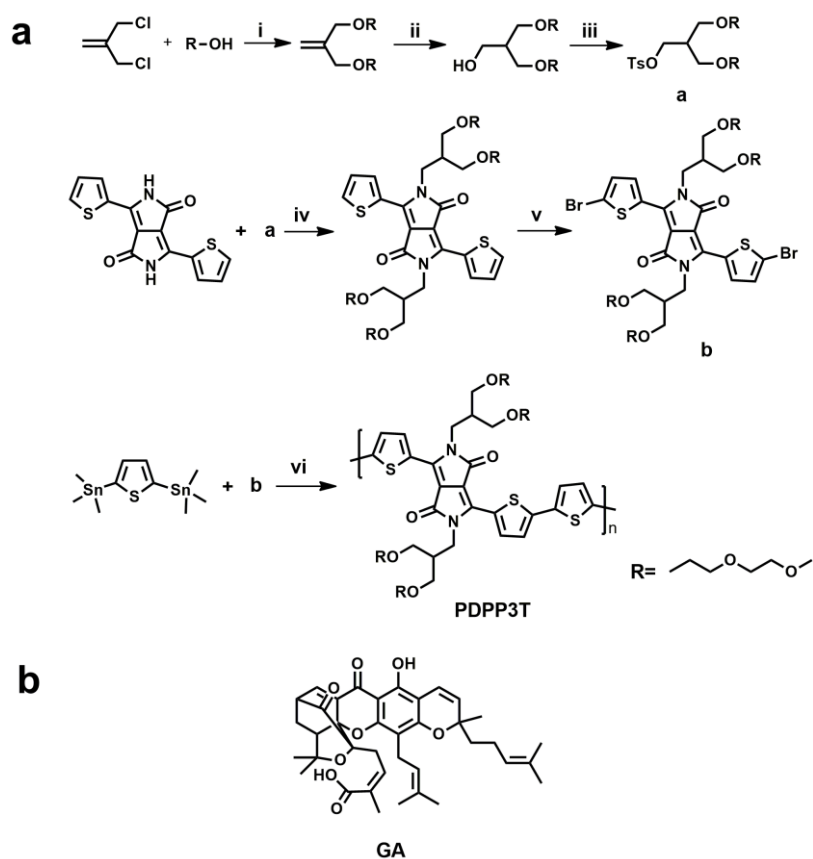 a
Cl
Cl
+ R-OH
i
OR
OR
ii
OR
HO
OR
iii
OR
TsO
OR
a
S
H
N
O
O
N
H
S
+ a
iv
OR
OR
S
N
O
O
N
S
RO
RO
v
OR
OR
Br
S
N
O
O
N
S
Br
RO
RO
b
Sn
S
Sn
+ b
vi
OR
OR
S
N
O
O
N
S
S
n
RO
RO
PDPP3T
R=
O
O
b
O
O
OH
O
O
O
HO
O
GA